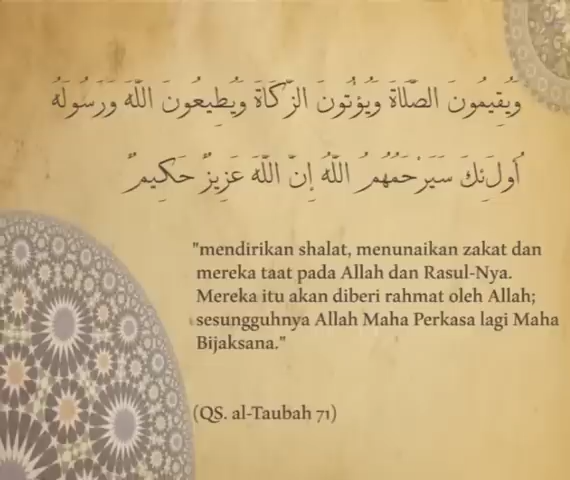 وَيُقِيمُونَ الصَّلَاةَ وَيُؤْتُونَ الزَّكَاةَ وَيُطِيعُونَ اللَّهَ وَرَسُولَهُ
أُولَئِكَ سَيَرْحَمُهُمُ اللَّهُ إِنَّ اللَّهَ عَزِيزٌ حَكِيمٌ
"mendirikan shalat, menunaikan zakat dan
mereka taat pada Allah dan Rasul-Nya.
Mereka itu akan diberi rahmat oleh Allah;
sesungguhnya Allah Maha Perkasa lagi Maha
Bijaksana."
(QS. al-Taubah 71)